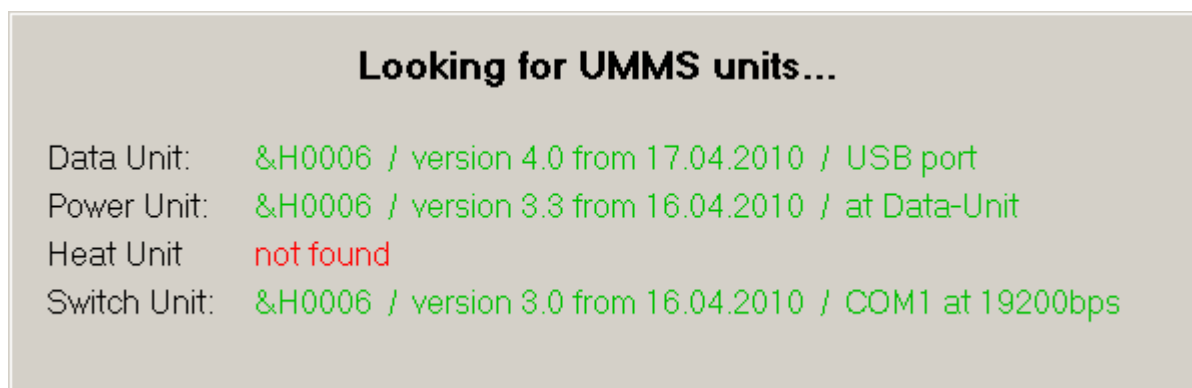 Looking for UMMS units...
Data Unit: &H0006 / version 4.0 from 17.04.2010 / USB port
Power Unit: &H0006 / version 3.3 from 16.04.2010 / at Data-Unit
Heat Unit not found
Switch Unit: &H0006 / version 3.0 from 16.04.2010 / COM1 at 19200bps